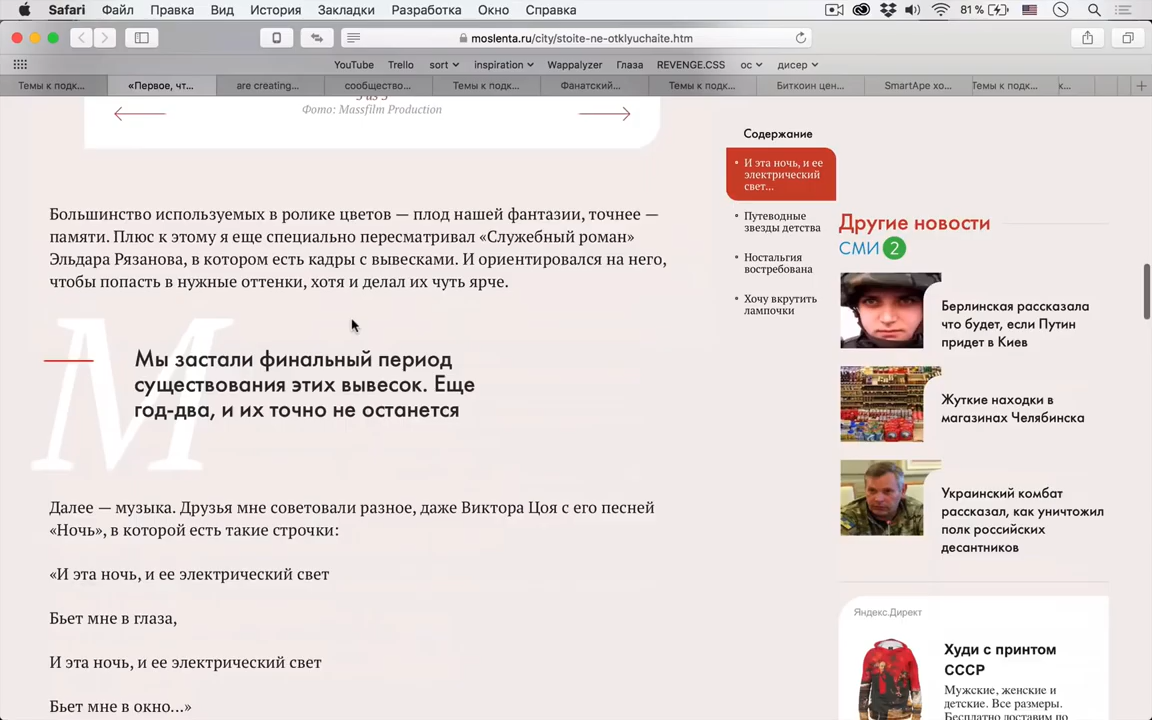 Safari Файл Правка Вид История Закладки Разработка Окно Справка 81 %
moslenta.ru/city/stoite-ne-otklyuchaite.htm
YouTube Trello sort inspiration Wappalyzer Глаза REVENGE.CSS ос дисер
Темы к подк... «Первое, чт... are creating... сообщество... Темы к подк... Фанатский... Темы к подк... Биткоин цен... SmartApe хо... Темы к подк... к...
Фото: Massfilm Production
Большинство используемых в ролике цветов — плод нашей фантазии, точнее —
памяти. Плюс к этому я еще специально пересматривал «Служебный роман»
Эльдара Рязанова, в котором есть кадры с вывесками. И ориентировался на него,
чтобы попасть в нужные оттенки, хотя и делал их чуть ярче.
М
Мы застали финальный период
существования этих вывесок. Еще
год-два, и их точно не останется
Далее — музыка. Друзья мне советовали разное, даже Виктора Цоя с его песней
«Ночь», в которой есть такие строчки:
«И эта ночь, и ее электрический свет
Бьет мне в глаза,
И эта ночь, и ее электрический свет
Бьет мне в окно...»
Содержание
И эта ночь, и ее
электрический
свет...
Путеводные
звезды детства
Ностальгия
востребована
Хочу вкрутить
лампочки
Другие новости
СМИ 2
Берлинская рассказала
что будет, если Путин
придет в Киев
Жуткие находки в
магазинах Челябинска
Украинский комбат
рассказал, как уничтожил
полк российских
десантников
Яндекс.Директ
Худи с принтом
СССР
Мужские, женские и
детские. Все размеры.
Бесплатно доставим по